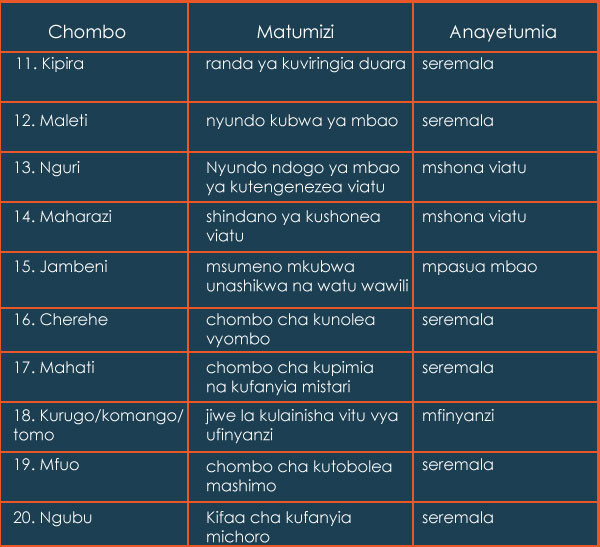 Chombo Matumizi Anayetumia
11. Kipira randa ya kuviringia duara seremala
12. Maleti nyundo kubwa ya mbao seremala
13. Nguri Nyundo ndogo ya mbao mshona viatu
ya kutengenezea viatu
14. Maharazi shindano ya kushonea mshona viatu
viatu
15. Jambeni msumeno mkubwa mpasua mbao
unashikwa na watu wawili
16. Cherehe chombo cha kunolea seremala
vyombo
17. Mahati chombo cha kupimia seremala
na kufanyia mistari
18. Kurugo/komango/ jiwe la kulainisha vitu vya mfinyanzi
tomo ufinyanzi
19. Mfuo chombo cha kutobolea seremala
mashimo
20. Ngubu Kifaa cha kufanyia seremala
michoro